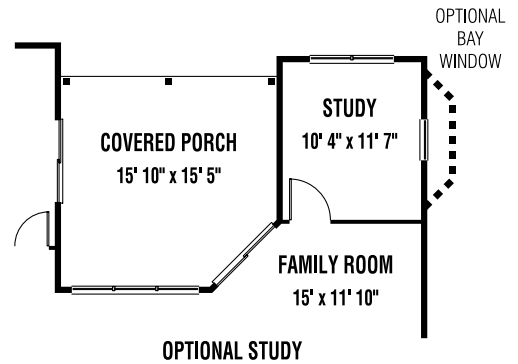 OPTIONAL
BAY
WINDOW
STUDY
10' 4" x 11' 7"
COVERED PORCH
15' 10" x 15' 5"
FAMILY ROOM
15' x 11' 10"
OPTIONAL STUDY